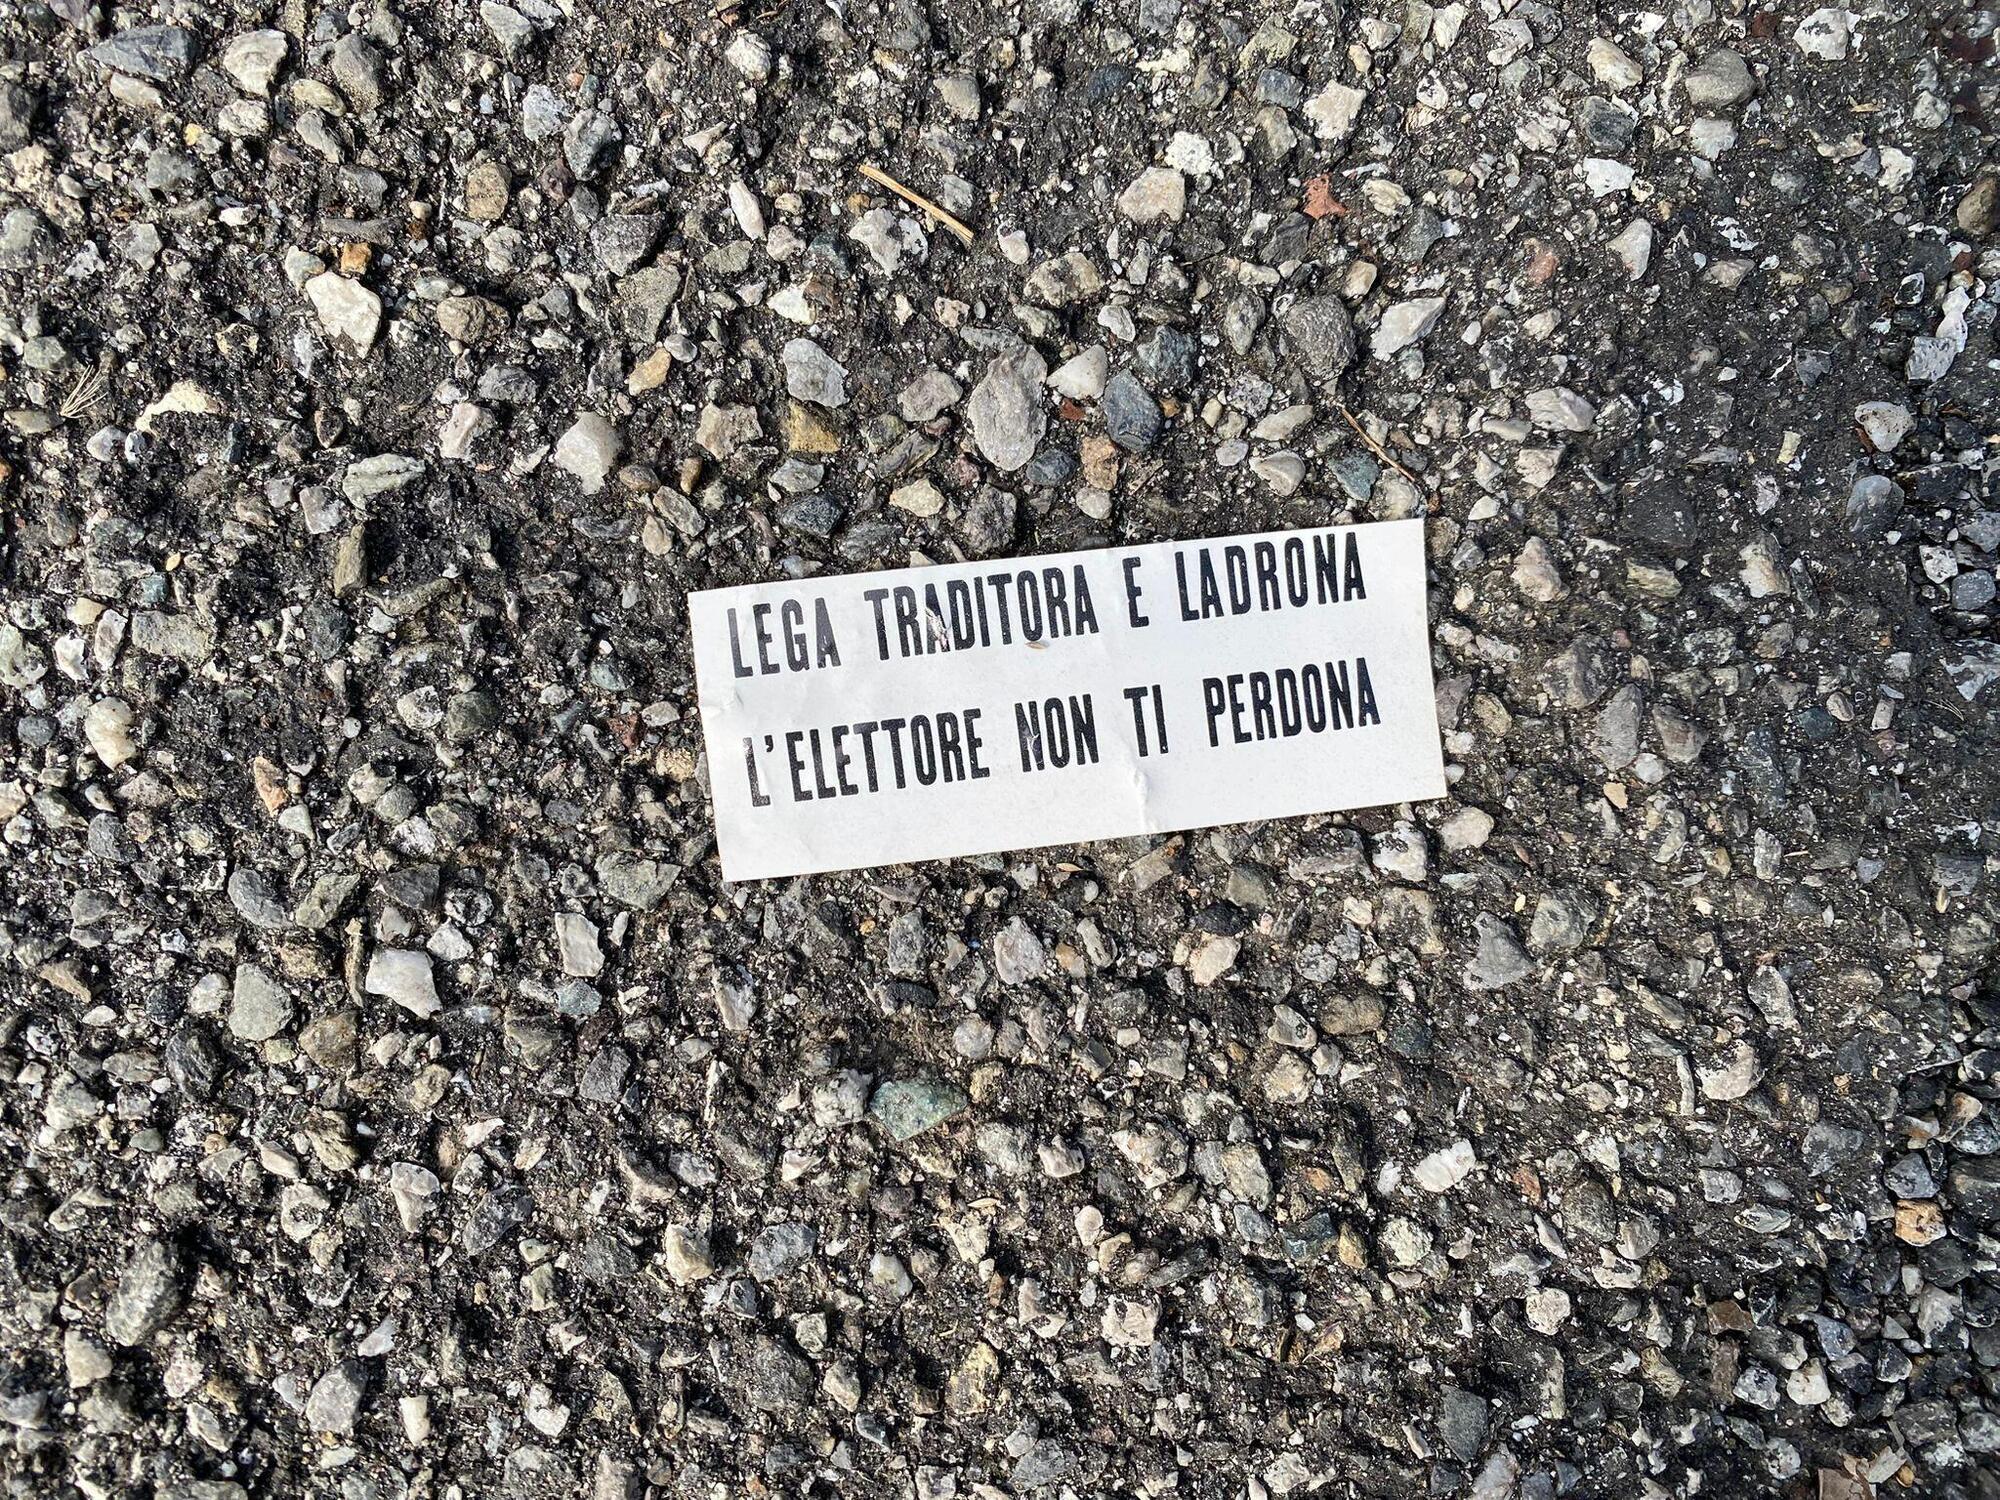 LEGA TRADITORA E LADRONA
L'ELETTORE NON TI PERDONA